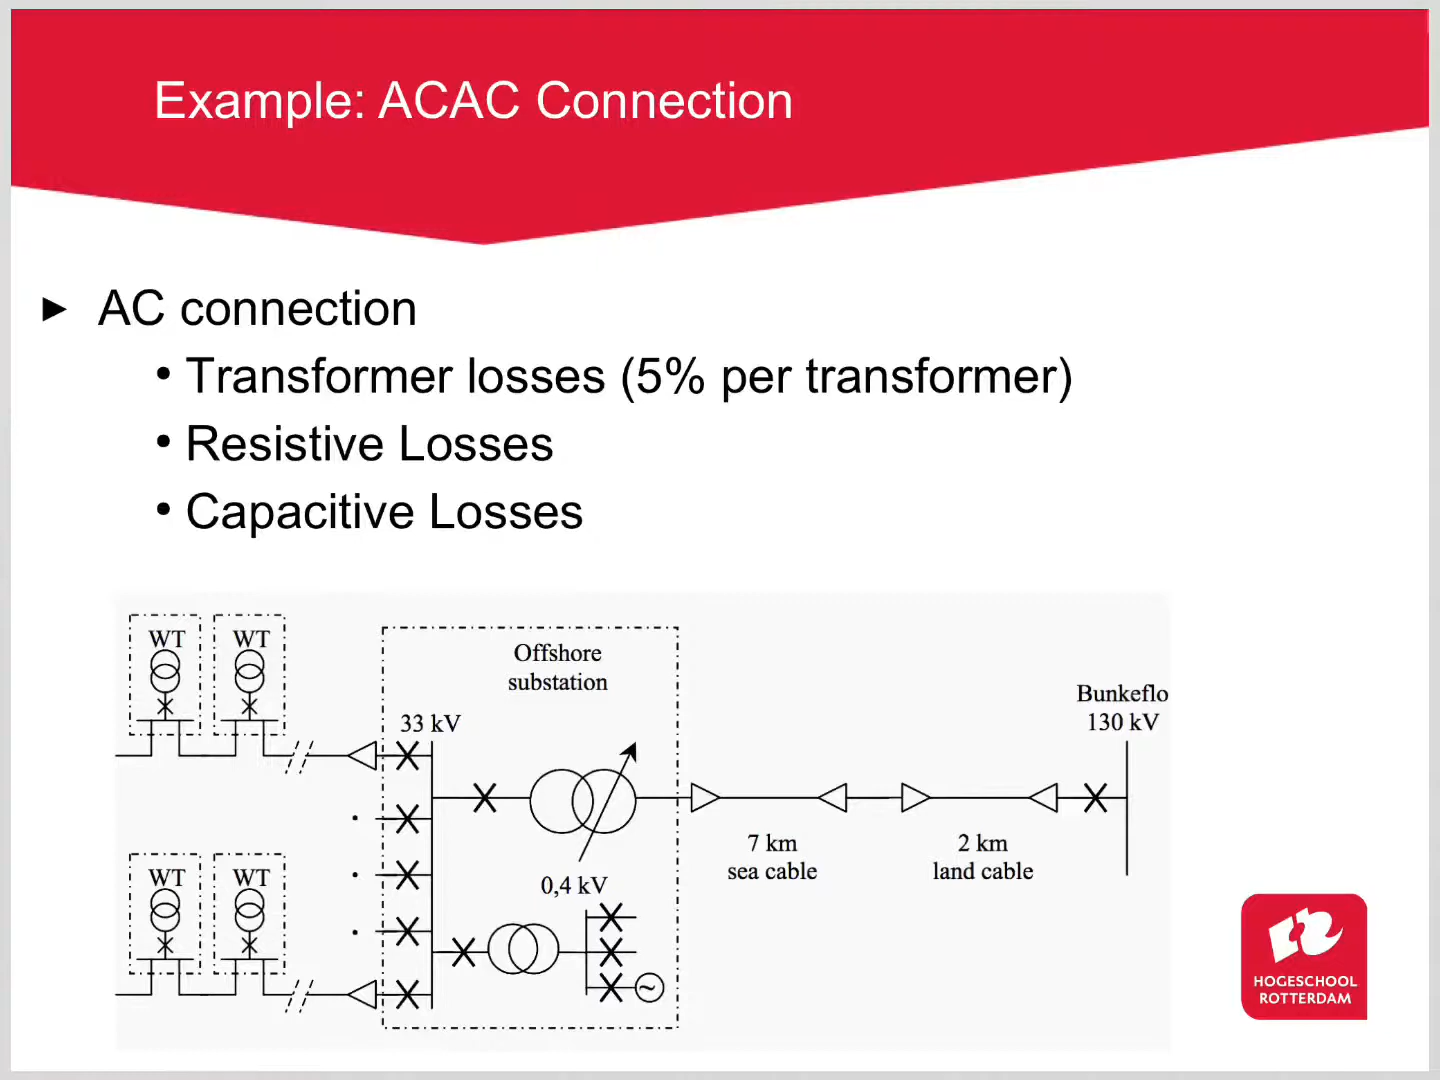 Example: ACAC Connection
► AC connection
• Transformer losses (5% per transformer)
• Resistive Losses
• Capacitive Losses
WT WT
Offshore
substation
33 kV
Bunkeflo
130 kV
7 km
sea cable
2 km
land cable
0,4 kV
WT WT
~
HOGESCHOOL
ROTTERDAM